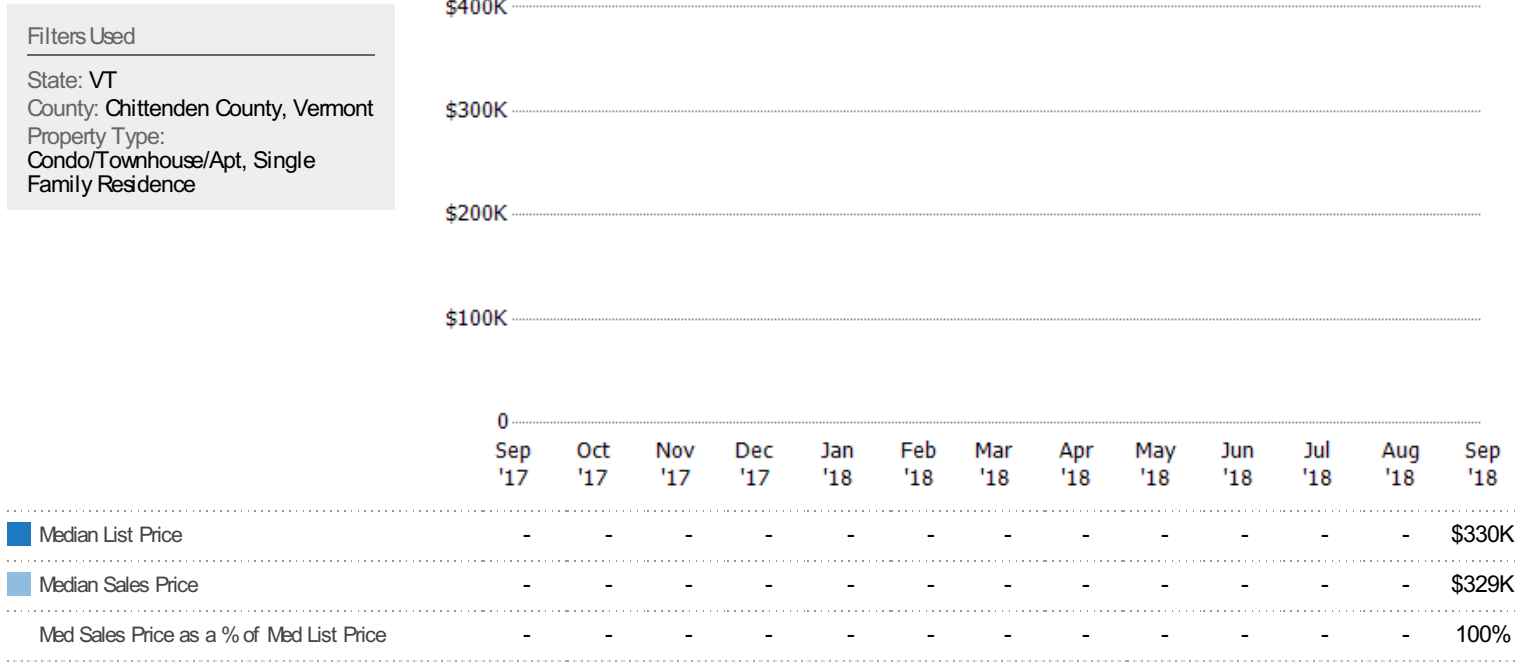 Filters Used
State: VT
County: Chittenden County, Vermont
Property Type:
Condo/Townhouse/Apt, Single
Family Residence
$400K
$300K
$200K
$100K
0
Sep Oct Nov Dec Jan Feb Mar Apr May Jun Jul Aug Sep
'17 '17 '17 '17 '18 '18 '18 '18 '18 '18 '18 '18 '18
Median List Price - - - - - - - - - - - - $330K
Median Sales Price - - - - - - - - - - - - $329K
Med Sales Price as a % of Med List Price - - - - - - - - - - - - 100%